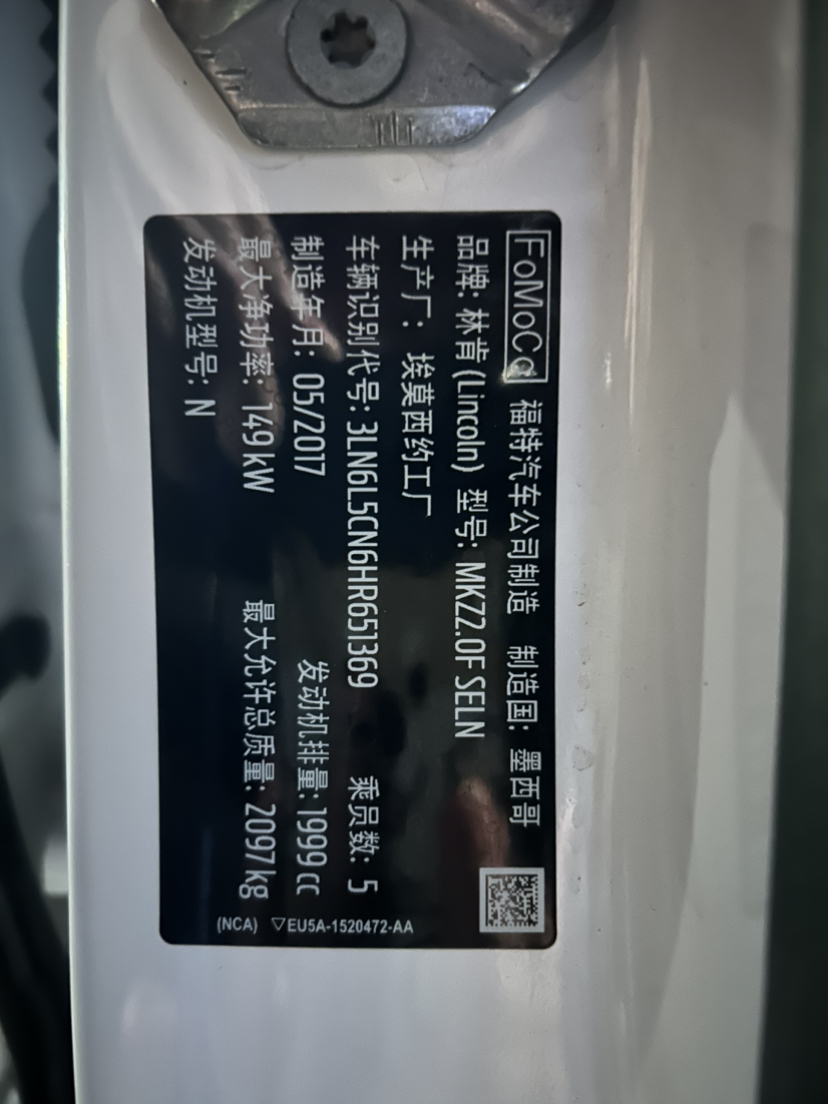 FoMoCo 福特汽车公司制造 制造国: 墨西哥
品牌: 林肯 (Lincoln) 型号: MKZ2.0F SELN
生产厂: 埃莫西约工厂
车辆识别代号: 3LN6L5CN6HR651369 乘员数: 5
制造年月: 05/2017 发动机排量: 1999 cc
最大净功率: 149 kW 最大允许总质量: 2097 kg
发动机型号: N
(NCA) ▽EU5A-1520472-AA